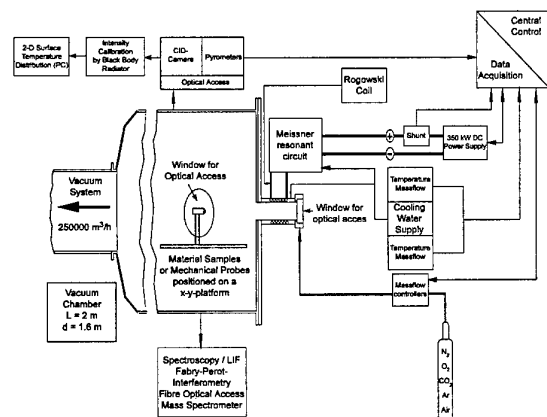 2-D Surface
Temperature
Distribution (PC)
Intensity
Calibration
by Black Body
Radiator
CID-
Camera
Pyrometers
Optical Access
Central
Control
Data
Acquisition
Rogowski
Coil
Meissner
resonant
circuit
+
−
Shunt
350 kW DC
Power Supply
Window for
Optical Access
Vacuum
System
250000 m³/h
Window for
optical acces
Temperature
Massflow
Cooling
Water
Supply
Temperature
Massflow
Material Samples
or Mechanical Probes
positioned on a
x-y-platform
Massflow
controllers
Vacuum
Chamber
L = 2 m
d = 1.6 m
Spectroscopy / LIF
Fabry-Perot-
Interferometry
Fibre Optical Access
Mass Spectrometer
N₂
O₂
CO₂
Ar
Air